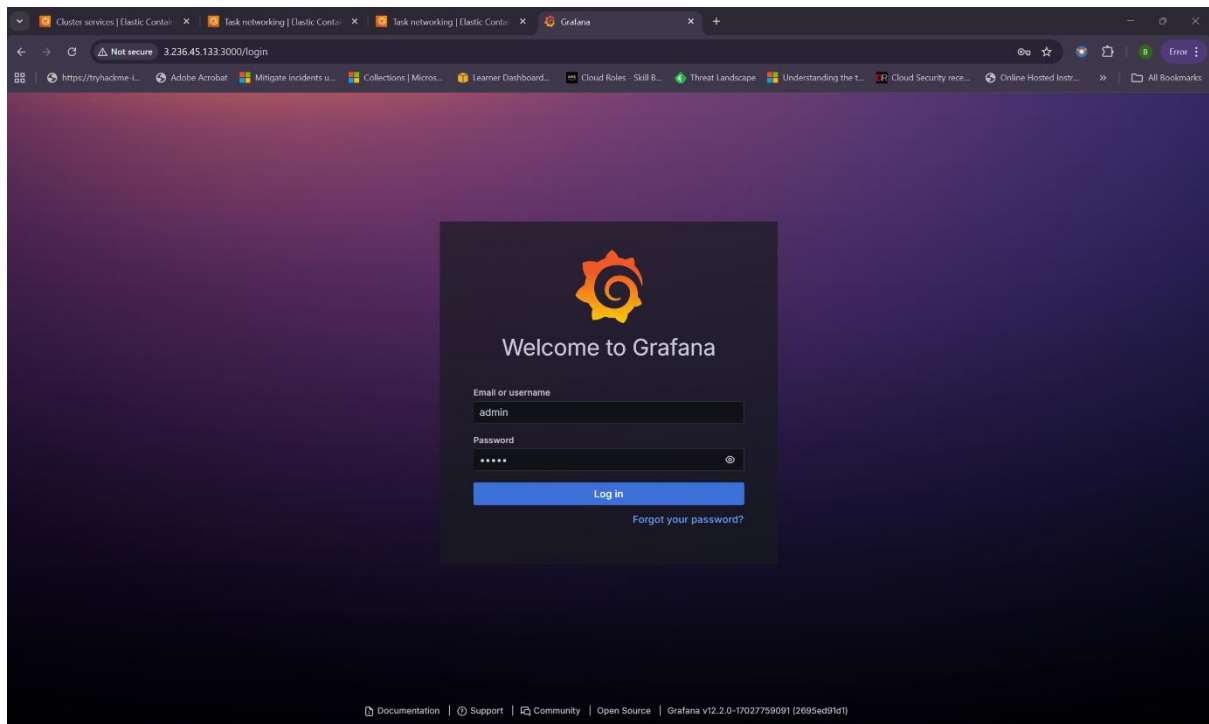 Cluster services | Elastic Contain
Task networking | Elastic Contai
Task networking | Elastic Contai
Grafana
Not secure 3.236.45.133:3000/login
B Error
https://tryhackme-i...
Adobe Acrobat
Mitigate incidents u...
Collections | Micros...
Learner Dashboard...
aws Cloud Roles - Skill B...
Threat Landscape
Understanding the t...
Cloud Security rece...
Online Hosted Instr...
» All Bookmarks
Welcome to Grafana
Email or username
admin
Password
•••••
Log in
Forgot your password?
Documentation | Support | Community | Open Source | Grafana v12.2.0-17027759091 (2695ed91d1)